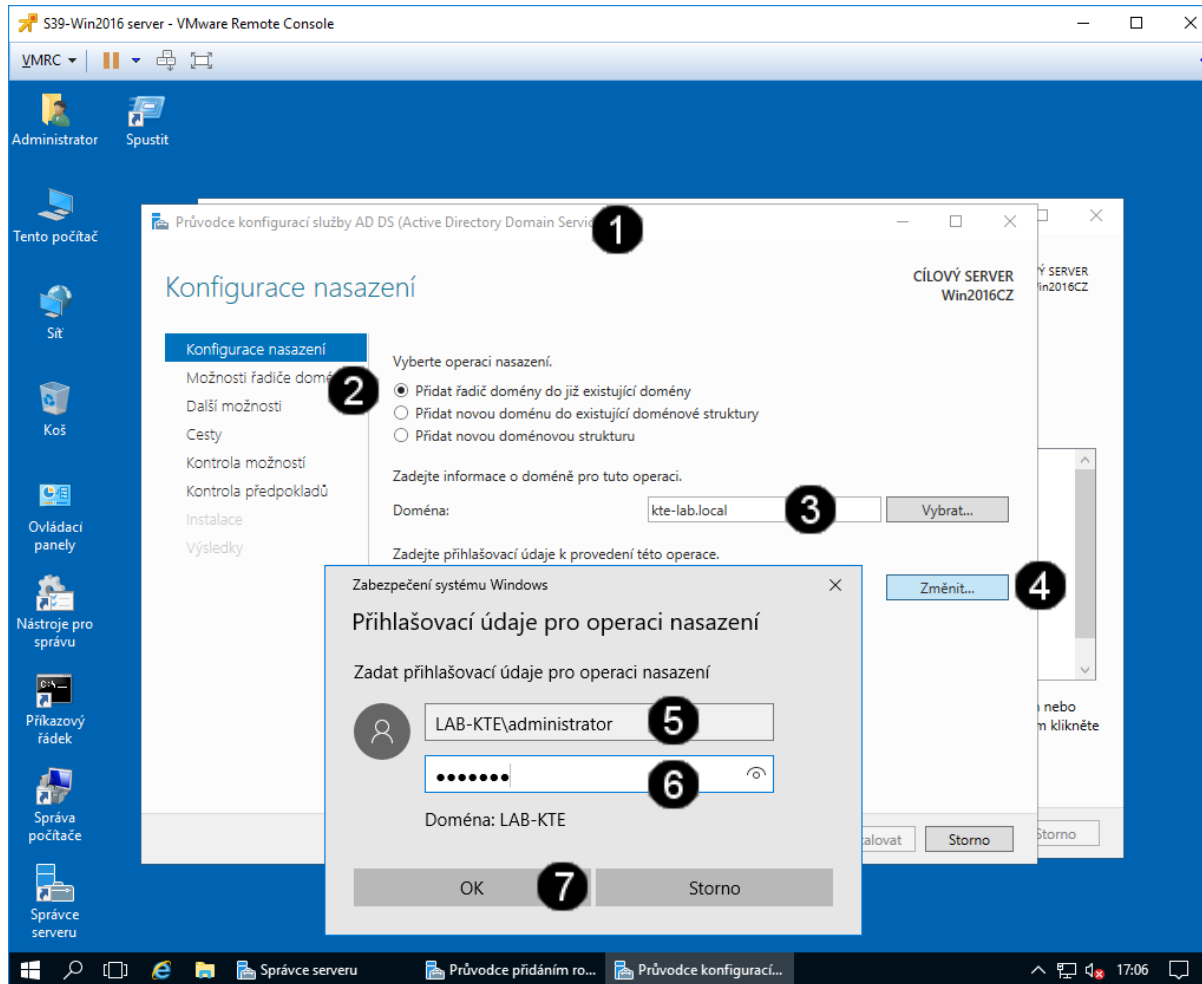 S39-Win2016 server - VMware Remote Console
VMRC
Administrator
Spustit
Tento počítač
Síť
Koš
Ovládací
panely
Nástroje pro
správu
Příkazový
řádek
Správa
počítače
Správce
serveru
Průvodce konfigurací služby AD DS (Active Directory Domain
1
Konfigurace nasazení
CÍLOVÝ SERVER
Win2016CZ
SERVER
Konfigurace nasazení
Možnosti řadiče
Další možnosti
Cesty
Kontrola možností
Kontrola předpokladů
Instalace
Výsledky
Vyberte operaci nasazení.
2
Přidat řadič domény do již existující domény
Přidat novou doménu do existující doménové struktury
Přidat novou doménovou strukturu
Zadejte informace o doméně pro tuto operaci.
Doména:
kte-lab.local
3
Vybrat...
Zadejte přihlašovací údaje k provedení této operace.
Změnit...
4
Zabezpečení systému Windows
Přihlašovací údaje pro operaci nasazení
Zadat přihlašovací údaje pro operaci nasazení
LAB-KTE\administrator
5
●●●●●●●
6
Doména: LAB-KTE
OK
7
Storno
Storno
nebo
klikněte
Storno
Správce serveru
Průvodce přidáním ro...
Průvodce konfigurací...
17:06